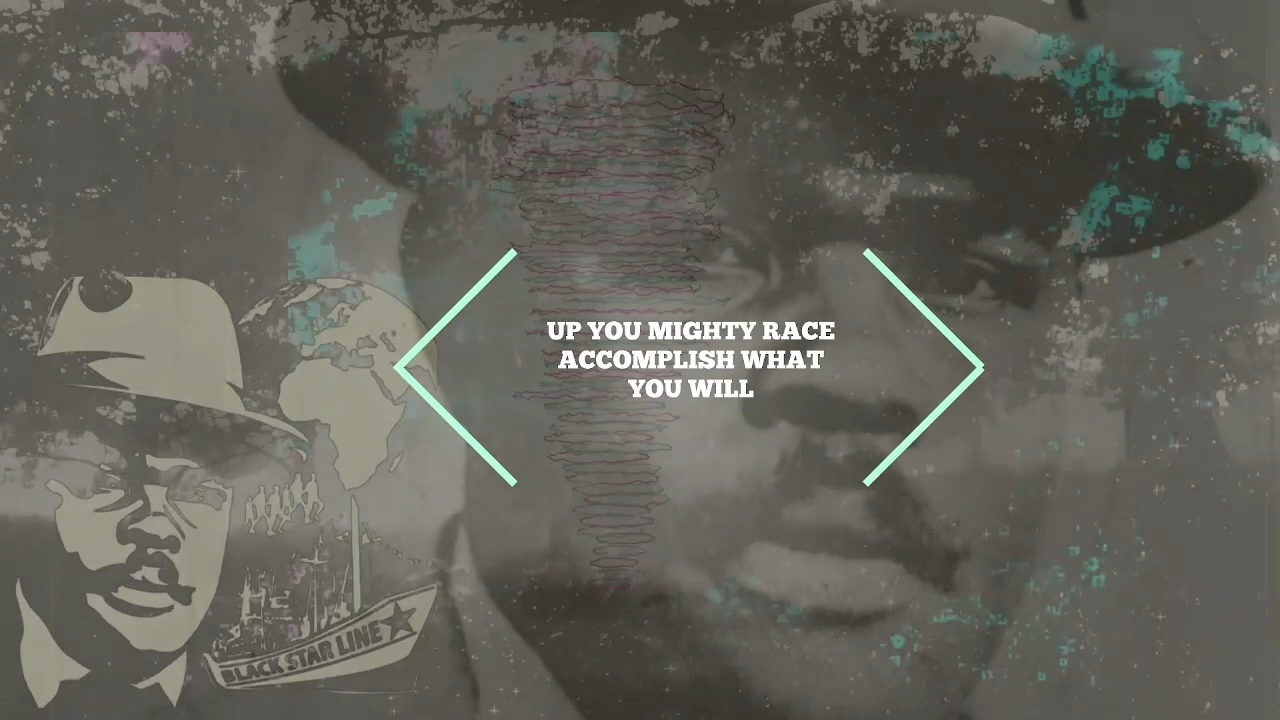 UP YOU MIGHTY RACE
ACCOMPLISH WHAT
YOU WILL
BLACK STAR LINE